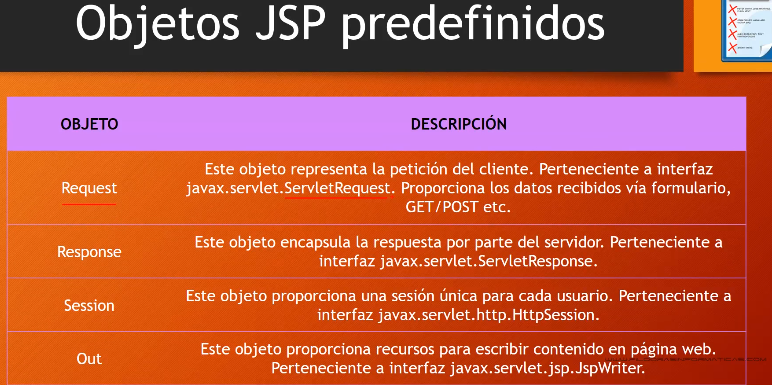 Objetos JSP predefinidos
OBJETO
DESCRIPCIÓN
Request
Este objeto representa la petición del cliente. Perteneciente a interfaz
javax.servlet.ServletRequest. Proporciona los datos recibidos vía formulario,
GET/POST etc.
Response
Este objeto encapsula la respuesta por parte del servidor. Perteneciente a
interfaz javax.servlet.ServletResponse.
Session
Este objeto proporciona una sesión única para cada usuario. Perteneciente a
interfaz javax.servlet.http.HttpSession.
Out
Este objeto proporciona recursos para escribir contenido en página web.
Perteneciente a interfaz javax.servlet.jsp.JspWriter.